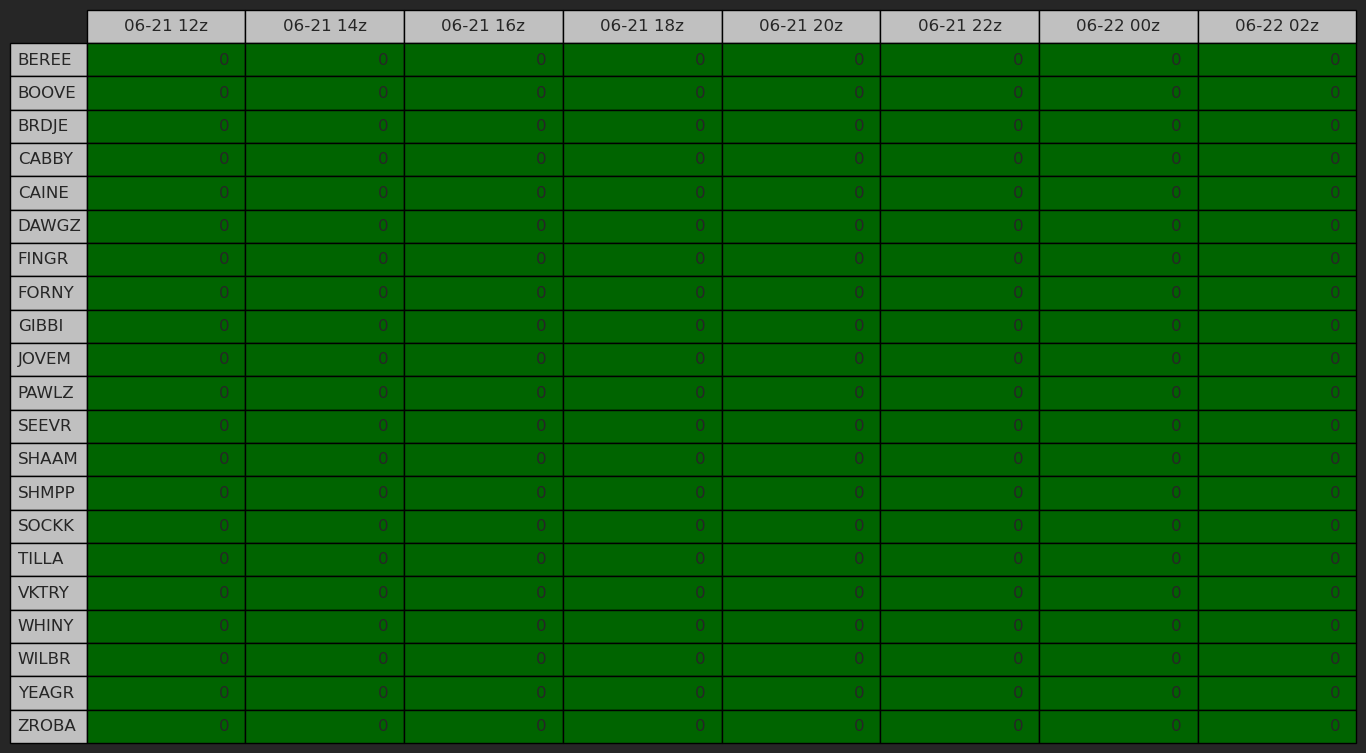 06-21 12z 06-21 14z 06-21 16z 06-21 18z 06-21 20z 06-21 22z 06-22 00z 06-22 02z
BEREE 0 0 0 0 0 0 0 0
BOOVE 0 0 0 0 0 0 0 0
BRDJE 0 0 0 0 0 0 0 0
CABBY 0 0 0 0 0 0 0 0
CAINE 0 0 0 0 0 0 0 0
DAWGZ 0 0 0 0 0 0 0 0
FINGR 0 0 0 0 0 0 0 0
FORNY 0 0 0 0 0 0 0 0
GIBBI 0 0 0 0 0 0 0 0
JOVEM 0 0 0 0 0 0 0 0
PAWLZ 0 0 0 0 0 0 0 0
SEEVR 0 0 0 0 0 0 0 0
SHAAM 0 0 0 0 0 0 0 0
SHMPP 0 0 0 0 0 0 0 0
SOCKK 0 0 0 0 0 0 0 0
TILLA 0 0 0 0 0 0 0 0
VKTRY 0 0 0 0 0 0 0 0
WHINY 0 0 0 0 0 0 0 0
WILBR 0 0 0 0 0 0 0 0
YEAGR 0 0 0 0 0 0 0 0
ZROBA 0 0 0 0 0 0 0 0